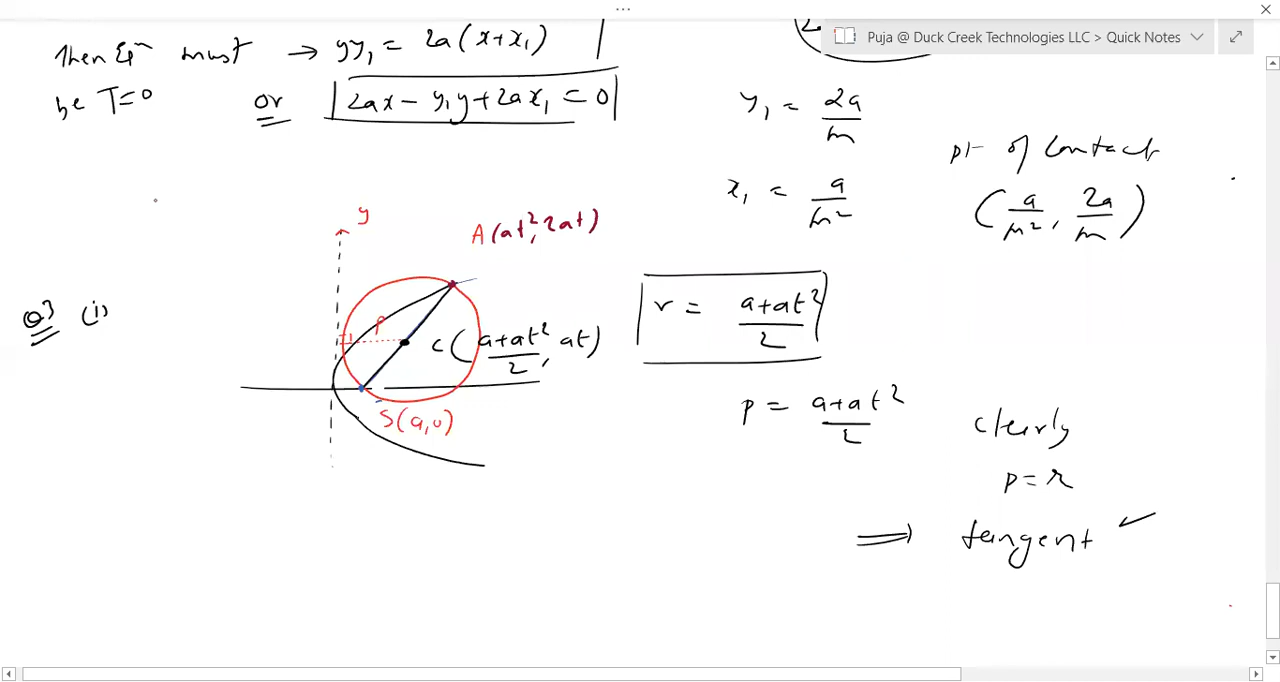 ...
Puja @ Duck Creek Technologies LLC > Quick Notes
Then Eqn must → yy₁ = 2a(x+x₁)
be T=0 or 2ax − y₁y + 2ax₁ = 0
y₁ = 2a/m
x₁ = a/m²
pt of contact
(a/m², 2a/m)
Q3 (i)
y
A(at², 2at)
P
C(a+at²/2, at)
S(a,0)
r = a+at²/2
p = a+at²/2
clearly
p=r
⟹ tangent ✓